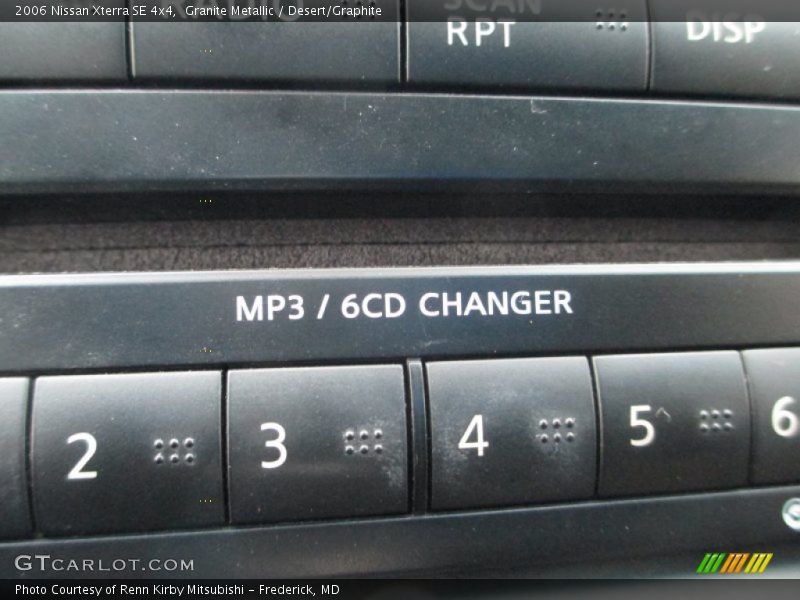 2006 Nissan Xterra SE 4x4, Granite Metallic / Desert/Graphite
SCAN
RPT
DISP
MP3 / 6CD CHANGER
2 3 4 5 6
GTCARLOT.COM
Photo Courtesy of Renn Kirby Mitsubishi – Frederick, MD